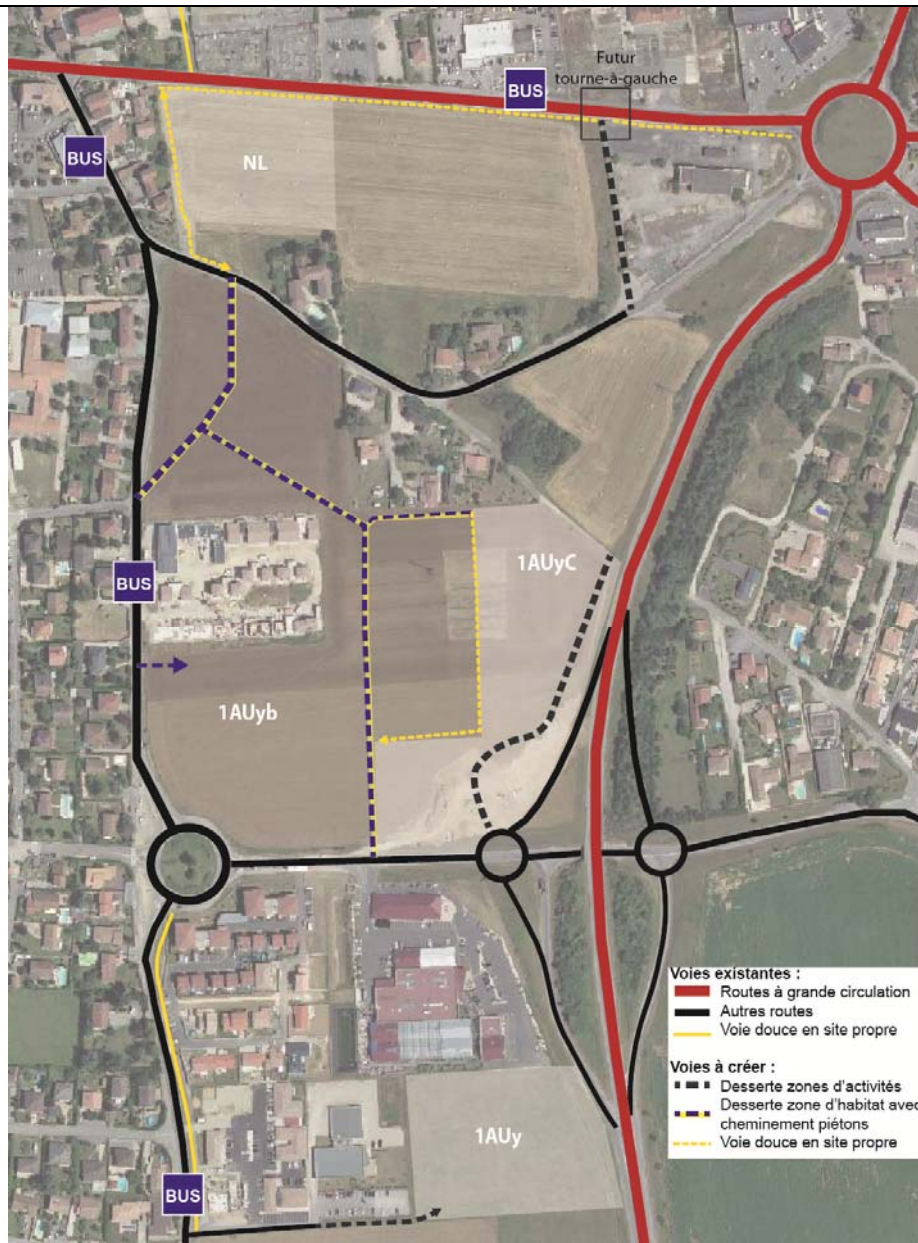 Futur
tourne-à-gauche
BUS
BUS
NL
1AUyC
BUS
1AUyb
Voies existantes :
Routes à grande circulation
Autres routes
Voie douce en site propre
Voies à créer :
Desserte zones d'activités
Desserte zone d'habitat avec
cheminement piétons
Voie douce en site propre
1AUy
BUS